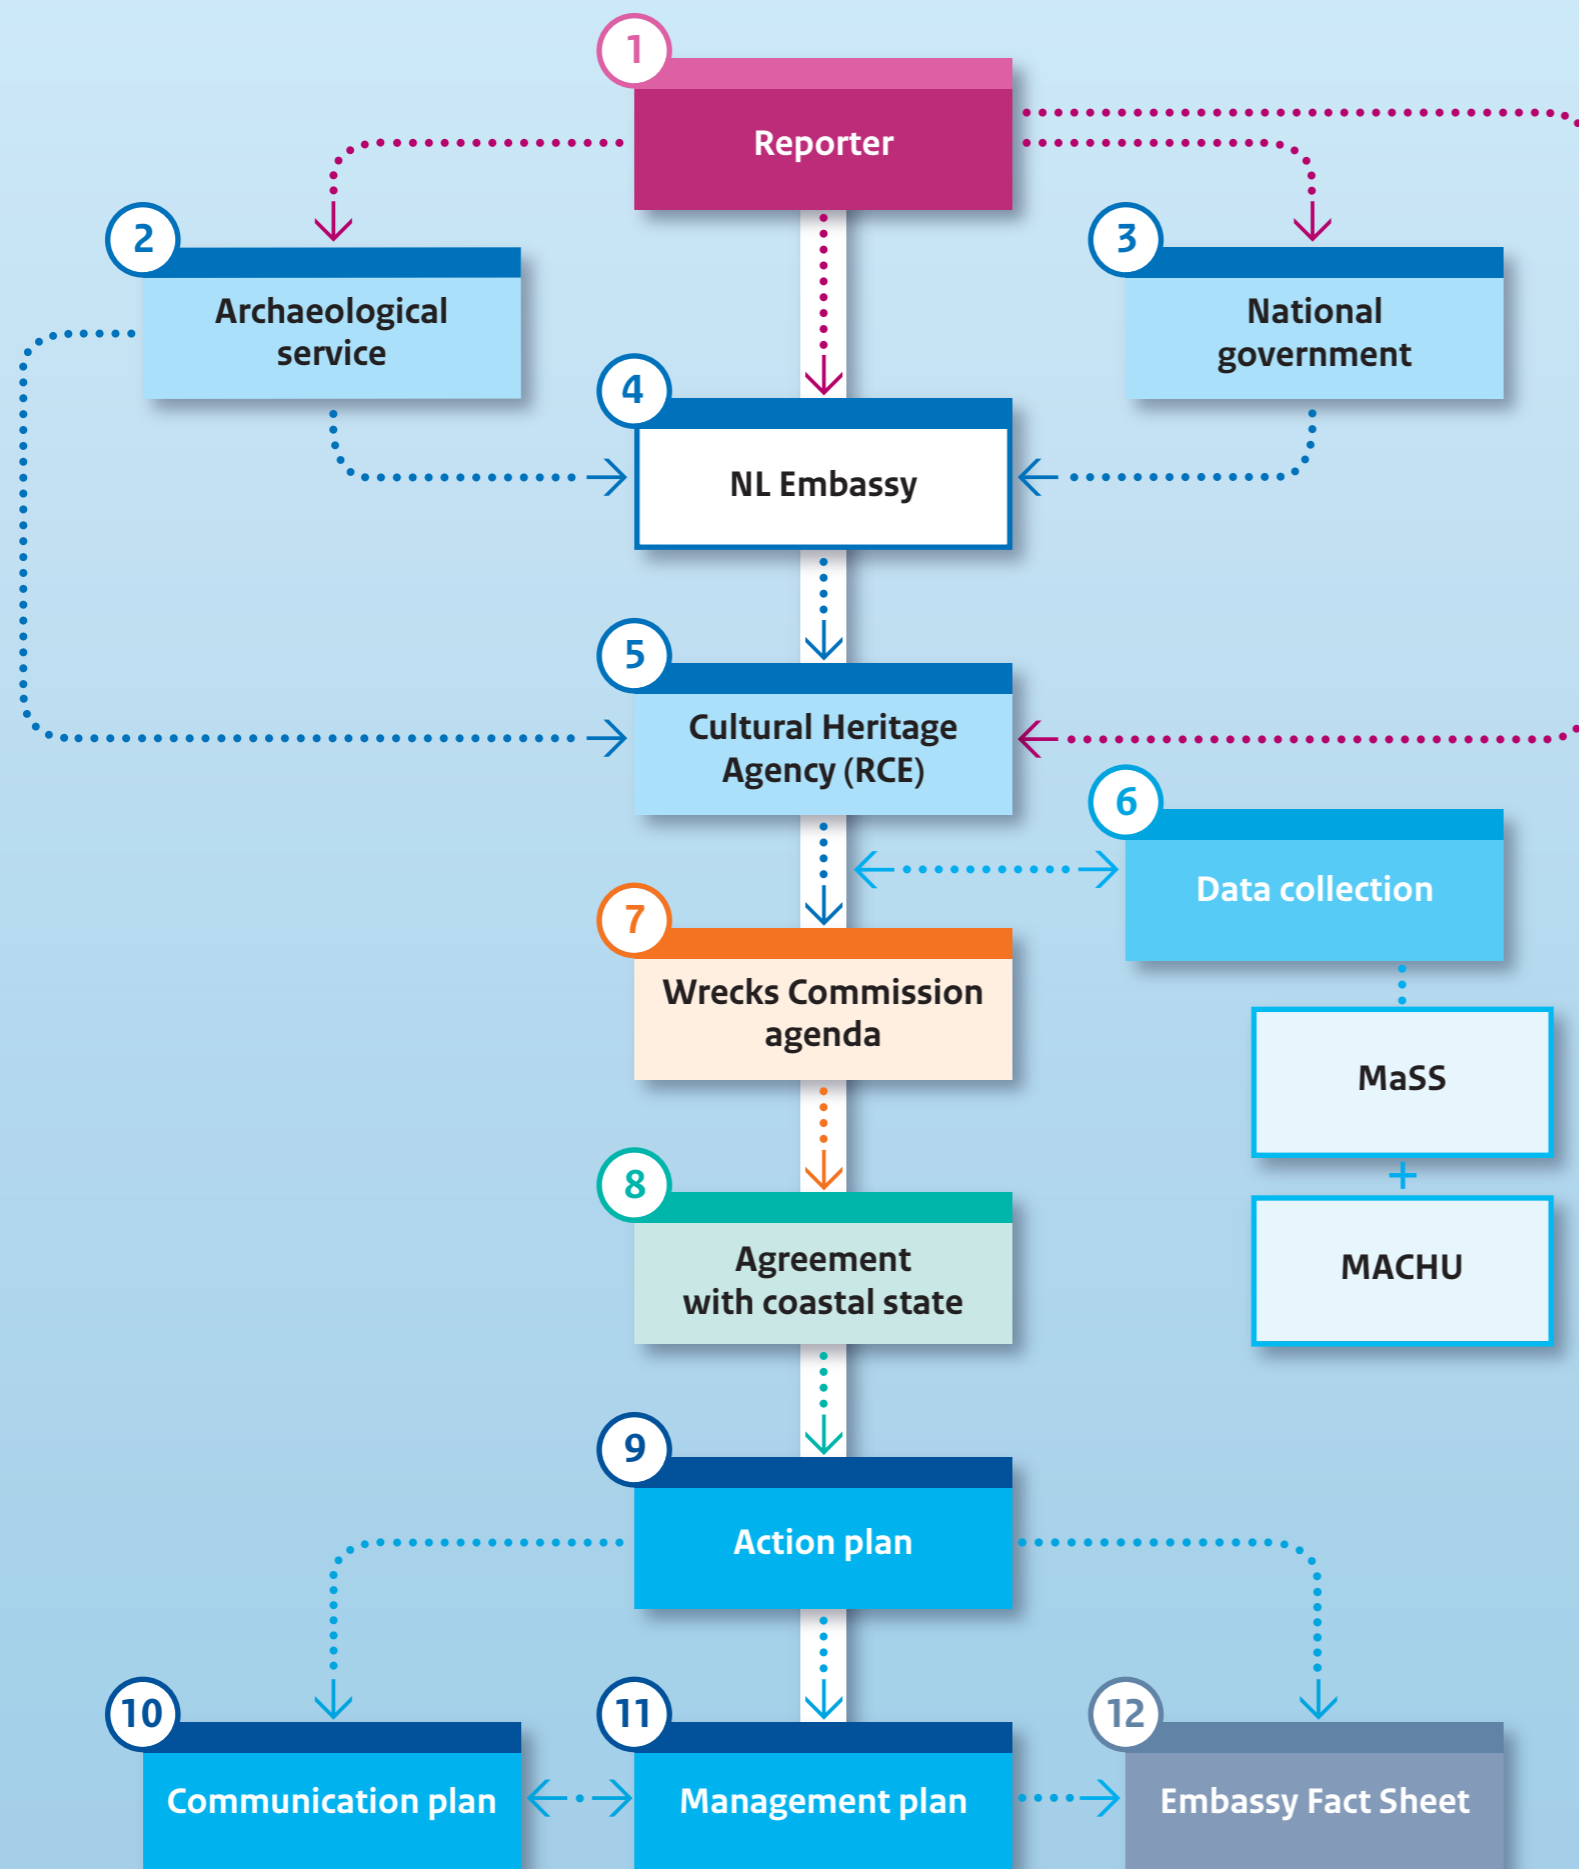 1
Reporter
2
Archaeological
service
3
National
government
4
NL Embassy
5
Cultural Heritage
Agency (RCE)
6
Data collection
7
Wrecks Commission
agenda
MaSS
+
MACHU
8
Agreement
with coastal state
9
Action plan
10
Communication plan
11
Management plan
12
Embassy Fact Sheet